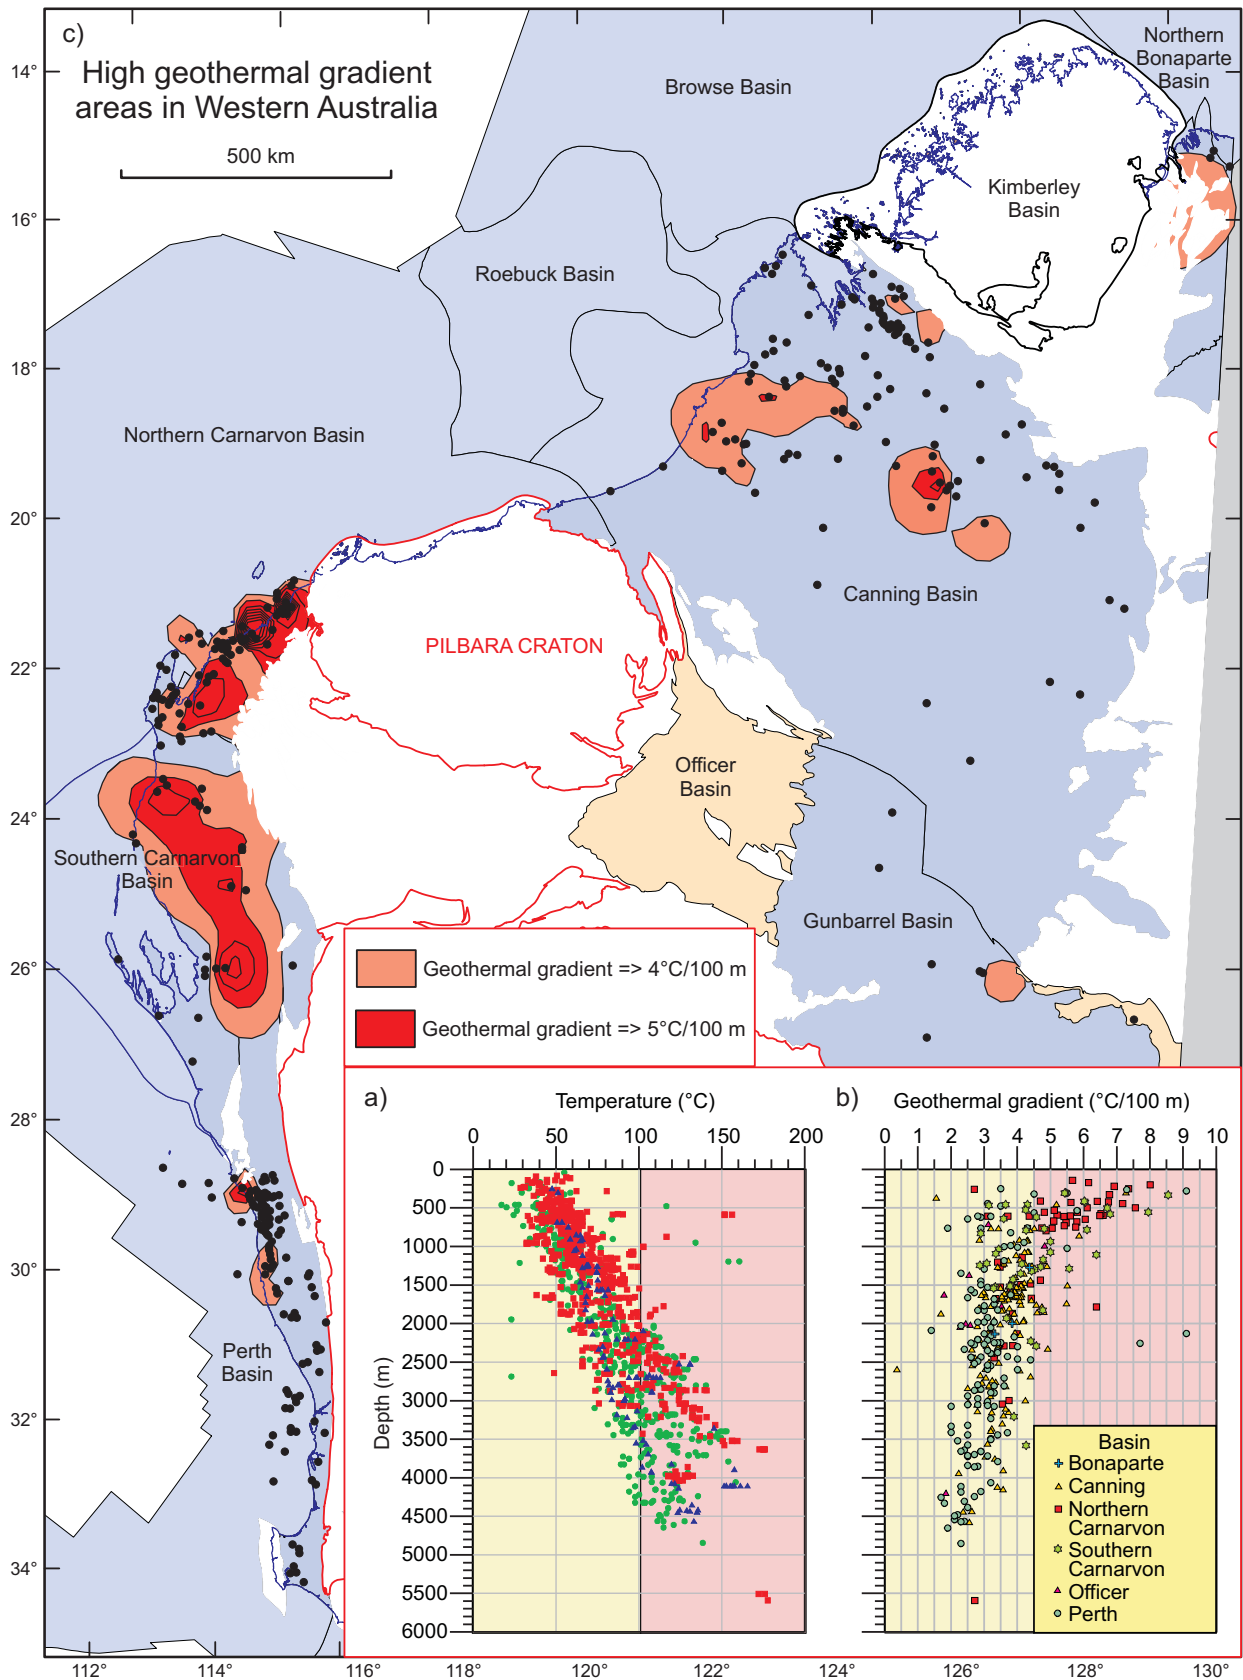 c)
High geothermal gradient
areas in Western Australia
500 km
Northern
Bonaparte
Basin
Browse Basin
Kimberley
Basin
Roebuck Basin
Northern Carnarvon Basin
Canning Basin
PILBARA CRATON
Officer
Basin
Southern Carnarvon
Basin
Gunbarrel Basin
Perth
Basin
14°
16°
18°
20°
22°
24°
26°
28°
30°
32°
34°
112°
114°
116°
118°
120°
122°
124°
126°
128°
130°
Geothermal gradient => 4°C/100 m
Geothermal gradient => 5°C/100 m
a)
Temperature (°C)
0 50 100 150 200
Depth (m)
0
500
1000
1500
2000
2500
3000
3500
4000
4500
5000
5500
6000
b)
Geothermal gradient (°C/100 m)
0 1 2 3 4 5 6 7 8 9 10
Basin
Bonaparte
Canning
Northern
Carnarvon
Southern
Carnarvon
Officer
Perth